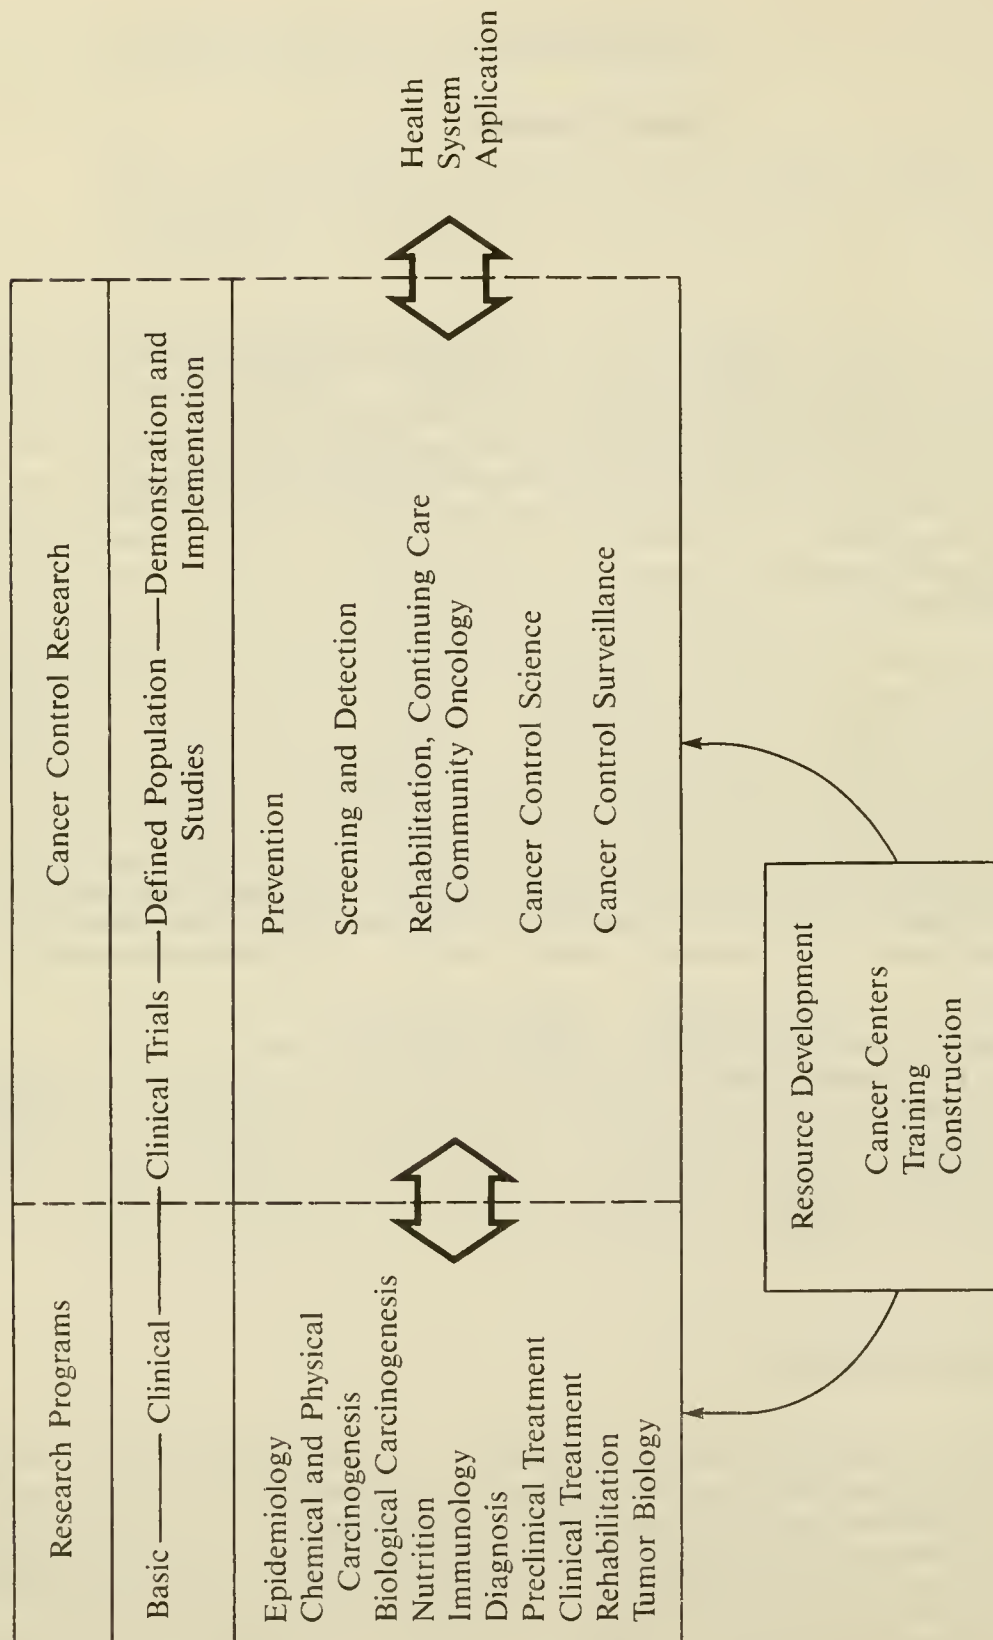 Research Programs
Cancer Control Research
Basic — Clinical — Clinical Trials — Defined Population — Demonstration and
Studies
Implementation
Epidemiology
Chemical and Physical
Carcinogenesis
Biological Carcinogenesis
Nutrition
Immunology
Diagnosis
Preclinical Treatment
Clinical Treatment
Rehabilitation
Tumor Biology
Prevention
Screening and Detection
Rehabilitation, Continuing Care
Community Oncology
Cancer Control Science
Cancer Control Surveillance
Health
System
Application
Resource Development
Cancer Centers
Training
Construction